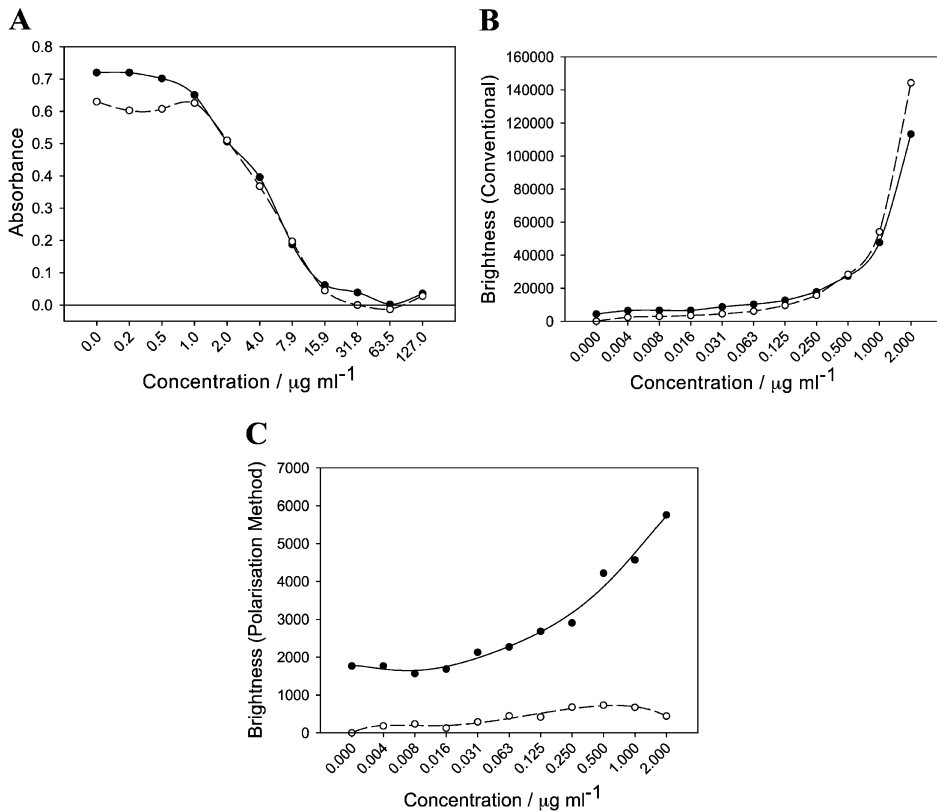 A
0.8
0.7
0.6
0.5
0.4
0.3
0.2
0.1
0.0
Absorbance
0.0 0.2 0.5 1.0 2.0 4.0 7.9 15.9 31.8 63.5 127.0
Concentration / μg ml⁻¹
B
160000
140000
120000
100000
80000
60000
40000
20000
0
Brightness (Conventional)
0.000 0.004 0.008 0.016 0.031 0.063 0.125 0.250 0.500 1.000 2.000
Concentration / μg ml⁻¹
C
7000
6000
5000
4000
3000
2000
1000
0
Brightness (Polarisation Method)
0.000 0.004 0.008 0.016 0.031 0.063 0.125 0.250 0.500 1.000 2.000
Concentration / μg ml⁻¹